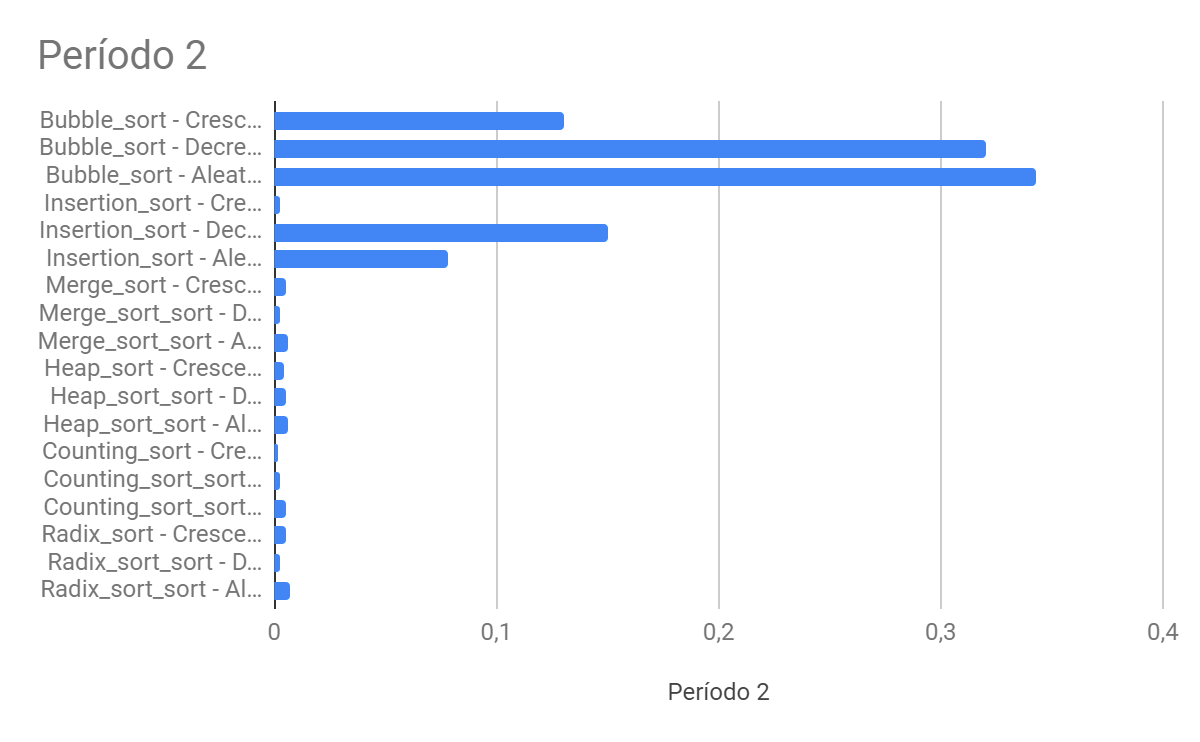 Período 2
Bubble_sort - Cresc...
Bubble_sort - Decre...
Bubble_sort - Aleat...
Insertion_sort - Cre...
Insertion_sort - Dec...
Insertion_sort - Ale...
Merge_sort - Cresc...
Merge_sort_sort - D...
Merge_sort_sort - A...
Heap_sort - Cresce...
Heap_sort_sort - D...
Heap_sort_sort - Al...
Counting_sort - Cre...
Counting_sort_sort...
Counting_sort_sort...
Radix_sort - Cresce...
Radix_sort_sort - D...
Radix_sort_sort - Al...
0 0,1 0,2 0,3 0,4
Período 2